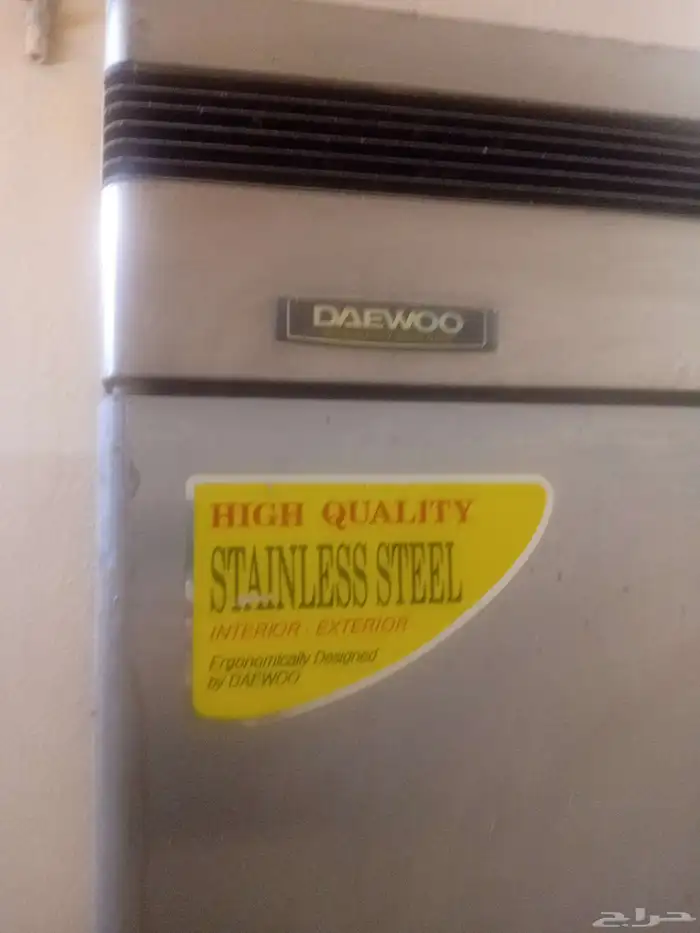 DAEWOO
HIGH QUALITY
STAINLESS STEEL
INTERIOR · EXTERIOR
Ergonomically Designed
by DAEWOO
حراج